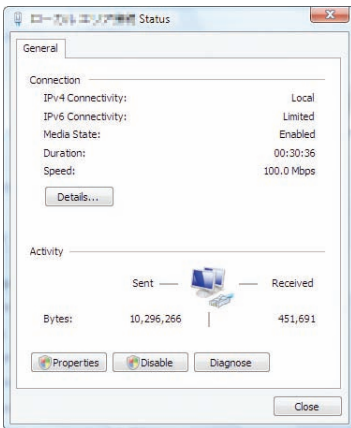 ローカル エリア接続 Status
General
Connection
IPv4 Connectivity: Local
IPv6 Connectivity: Limited
Media State: Enabled
Duration: 00:30:36
Speed: 100.0 Mbps
Details...
Activity
Sent Received
Bytes: 10,296,266 451,691
Properties Disable Diagnose
Close